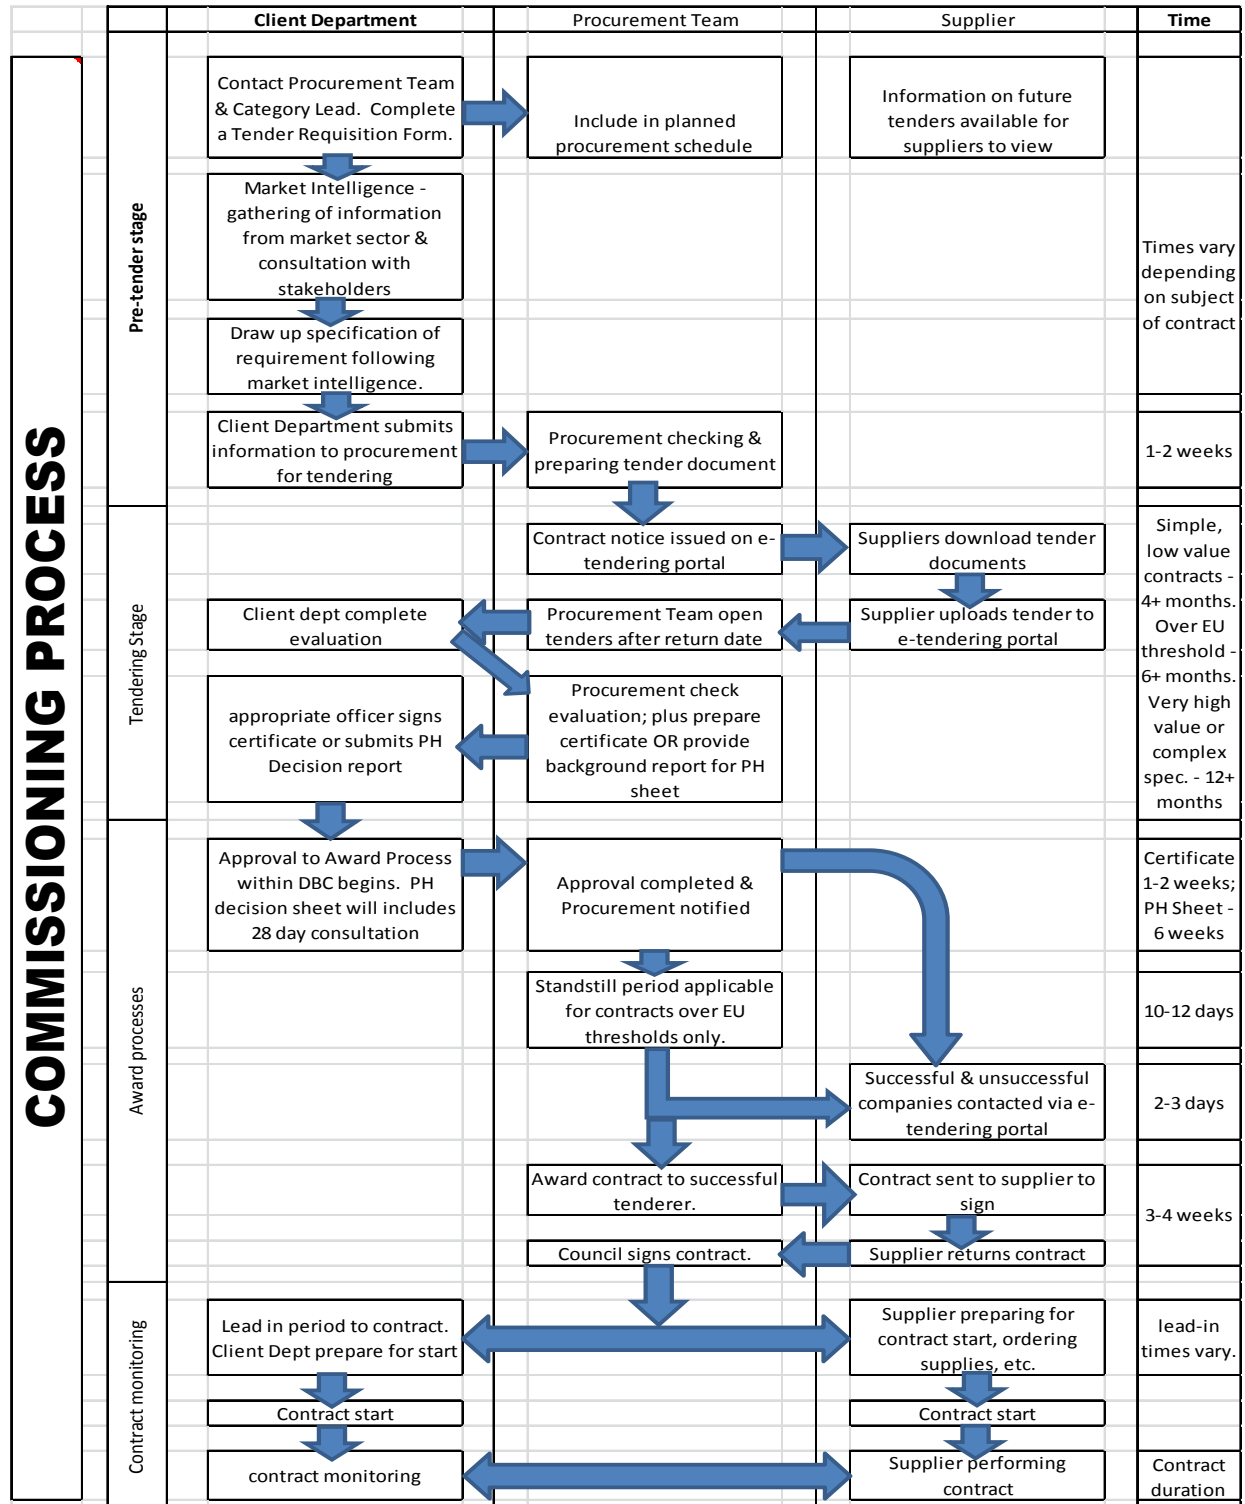 Client Department
Procurement Team
Supplier
Time
COMMISSIONING PROCESS
Pre-tender stage
Contact Procurement Team
& Category Lead.  Complete
a Tender Requisition Form.
Include in planned
procurement schedule
Information on future
tenders available for
suppliers to view
Market Intelligence -
gathering of information
from market sector &
consultation with
stakeholders
Times vary
depending
on subject
of contract
Draw up specification of
requirement following
market intelligence.
Client Department submits
information to procurement
for tendering
Procurement checking &
preparing tender document
1-2 weeks
Tendering Stage
Contract notice issued on e-
tendering portal
Suppliers download tender
documents
Simple,
low value
contracts -
4+ months.
Over EU
threshold -
6+ months.
Very high
value or
complex
spec. - 12+
months
Client dept complete
evaluation
Procurement Team open
tenders after return date
Supplier uploads tender to
e-tendering portal
appropriate officer signs
certificate or submits PH
Decision report
Procurement check
evaluation; plus prepare
certificate OR provide
background report for PH
sheet
Award processes
Approval to Award Process
within DBC begins.  PH
decision sheet will includes
28 day consultation
Approval completed &
Procurement notified
Certificate
1-2 weeks;
PH Sheet -
6 weeks
Standstill period applicable
for contracts over EU
thresholds only.
10-12 days
Successful & unsuccessful
companies contacted via e-
tendering portal
2-3 days
Award contract to successful
tenderer.
Contract sent to supplier to
sign
3-4 weeks
Council signs contract.
Supplier returns contract
Contract monitoring
Lead in period to contract.
Client Dept prepare for start
Supplier preparing for
contract start, ordering
supplies, etc.
lead-in
times vary.
Contract start
Contract start
contract monitoring
Supplier performing
contract
Contract
duration